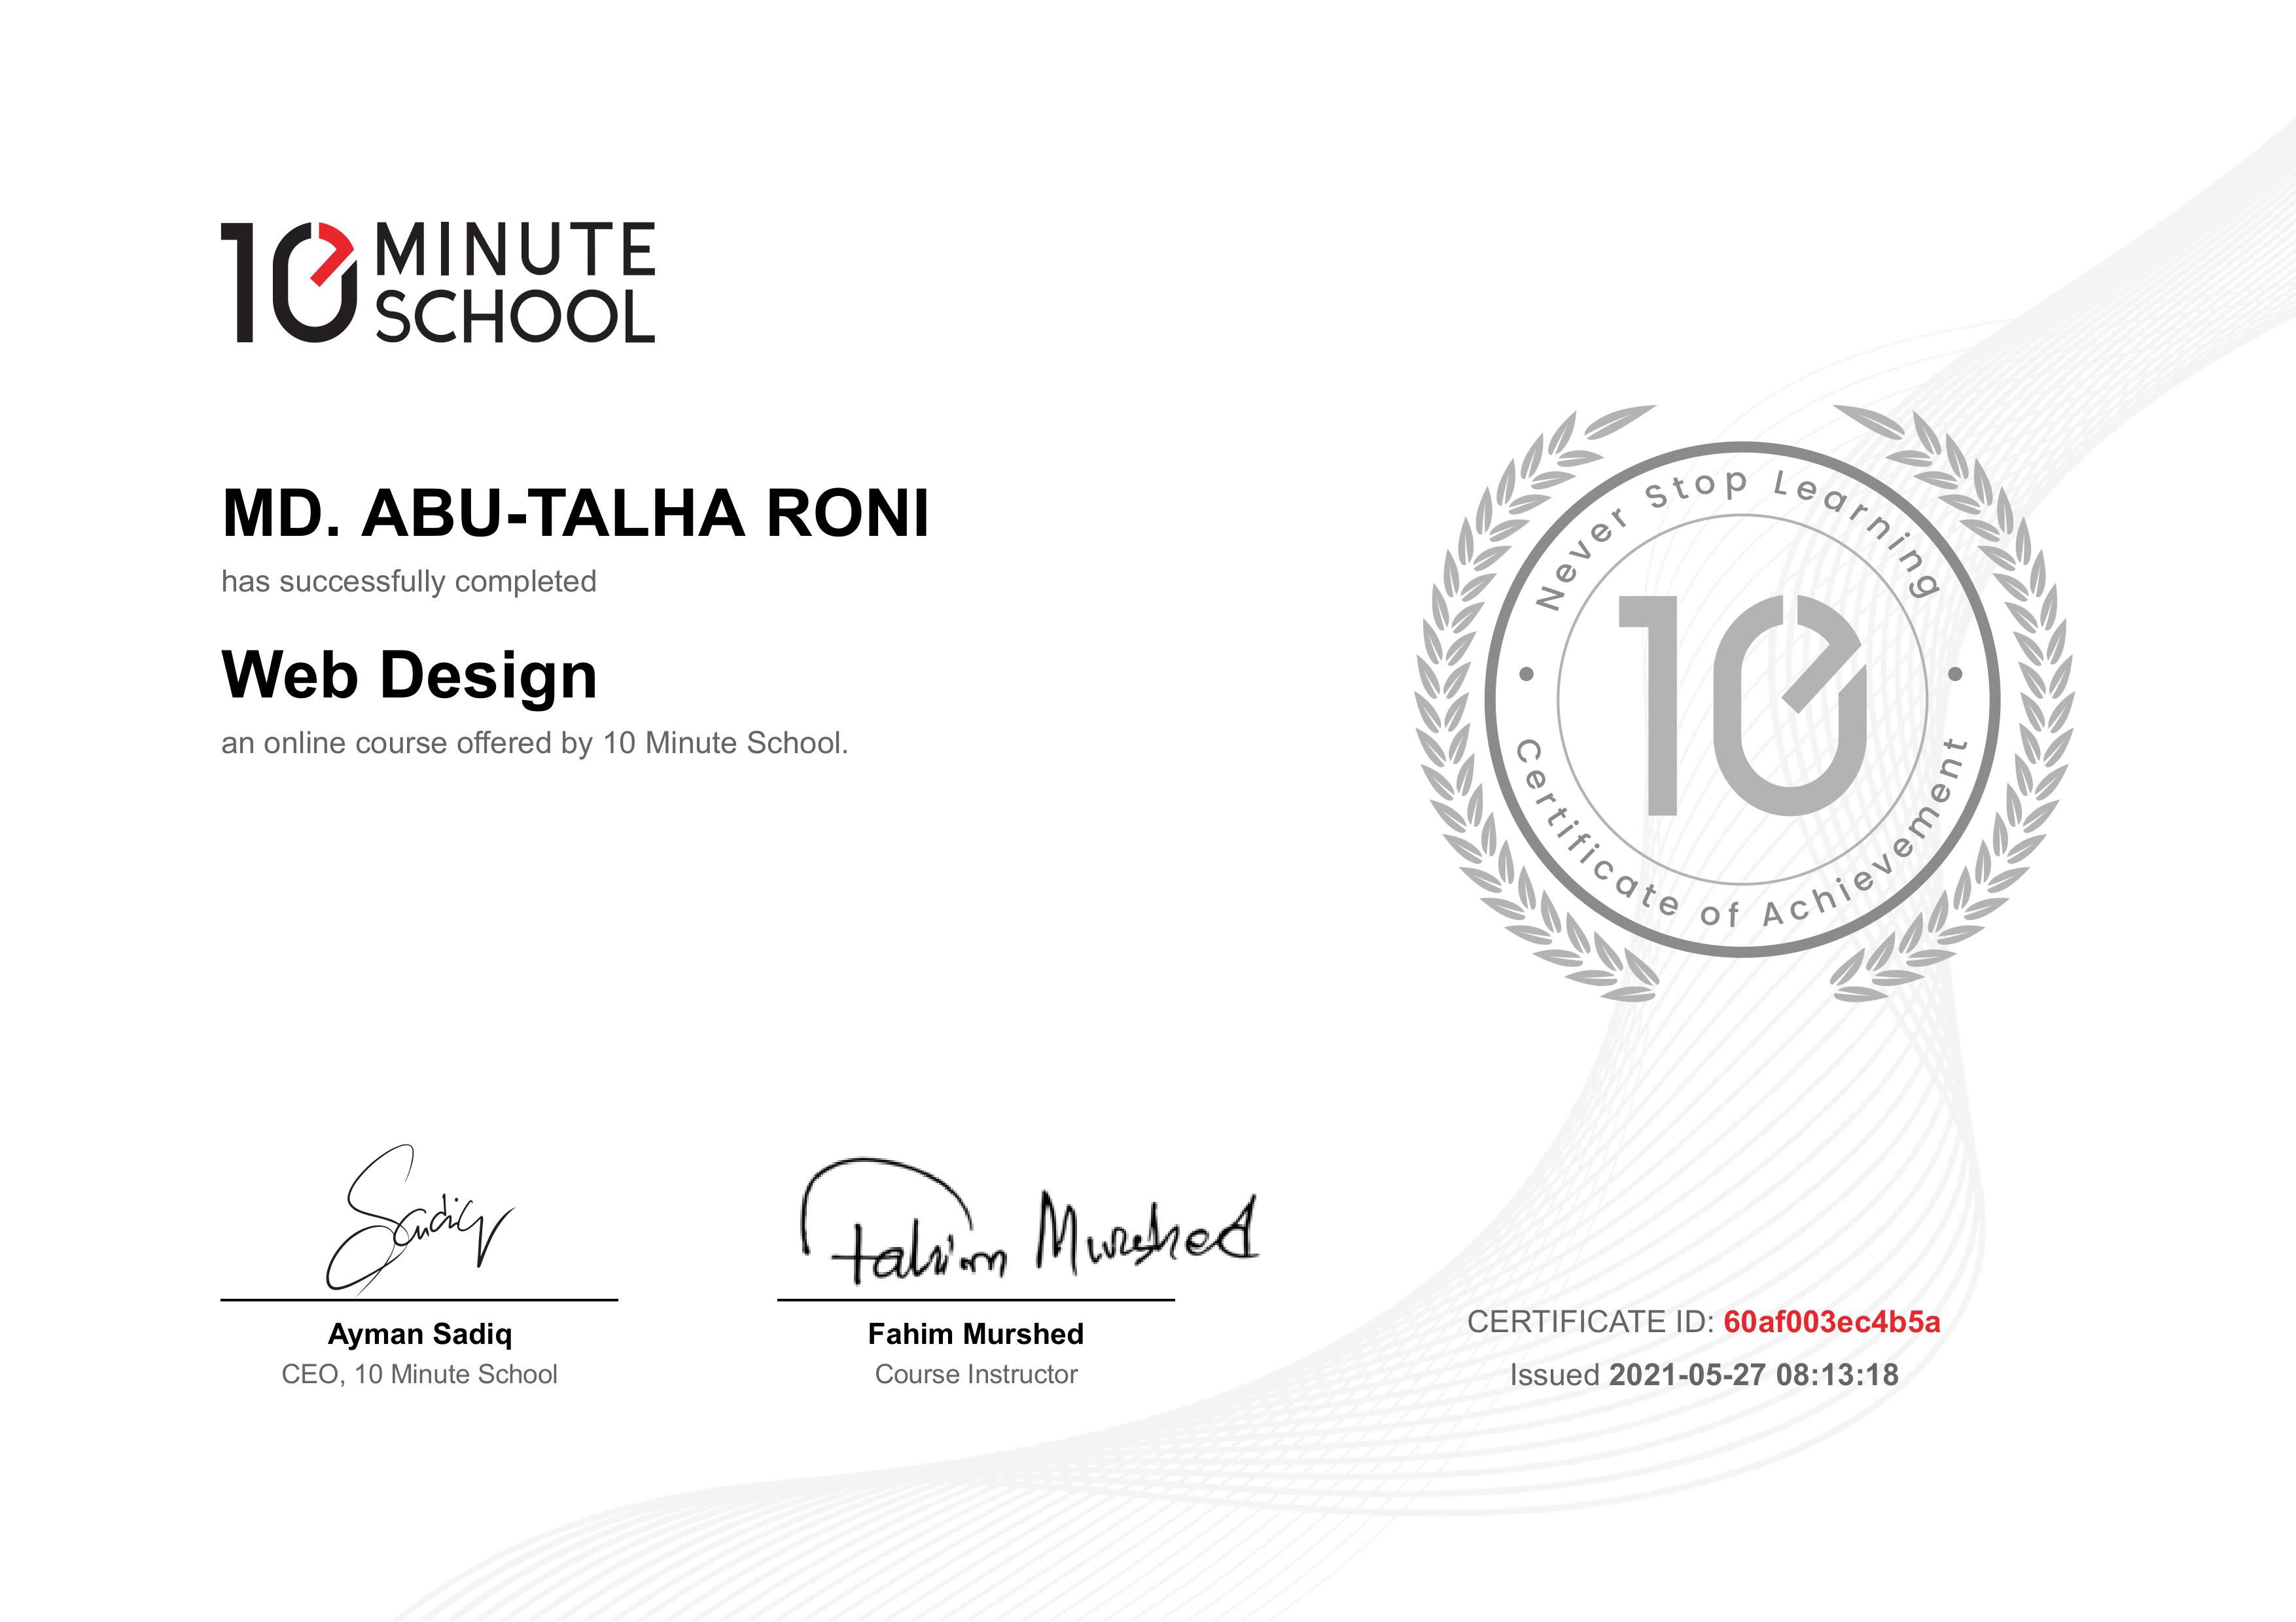 10 MINUTE
SCHOOL
MD. ABU-TALHA RONI
has successfully completed
Web Design
an online course offered by 10 Minute School.
Never Stop Learning
10
Certificate of Achievement
Sadiq
Fahim Murshed
Ayman Sadiq
CEO, 10 Minute School
Fahim Murshed
Course Instructor
CERTIFICATE ID: 60af003ec4b5a
Issued 2021-05-27 08:13:18